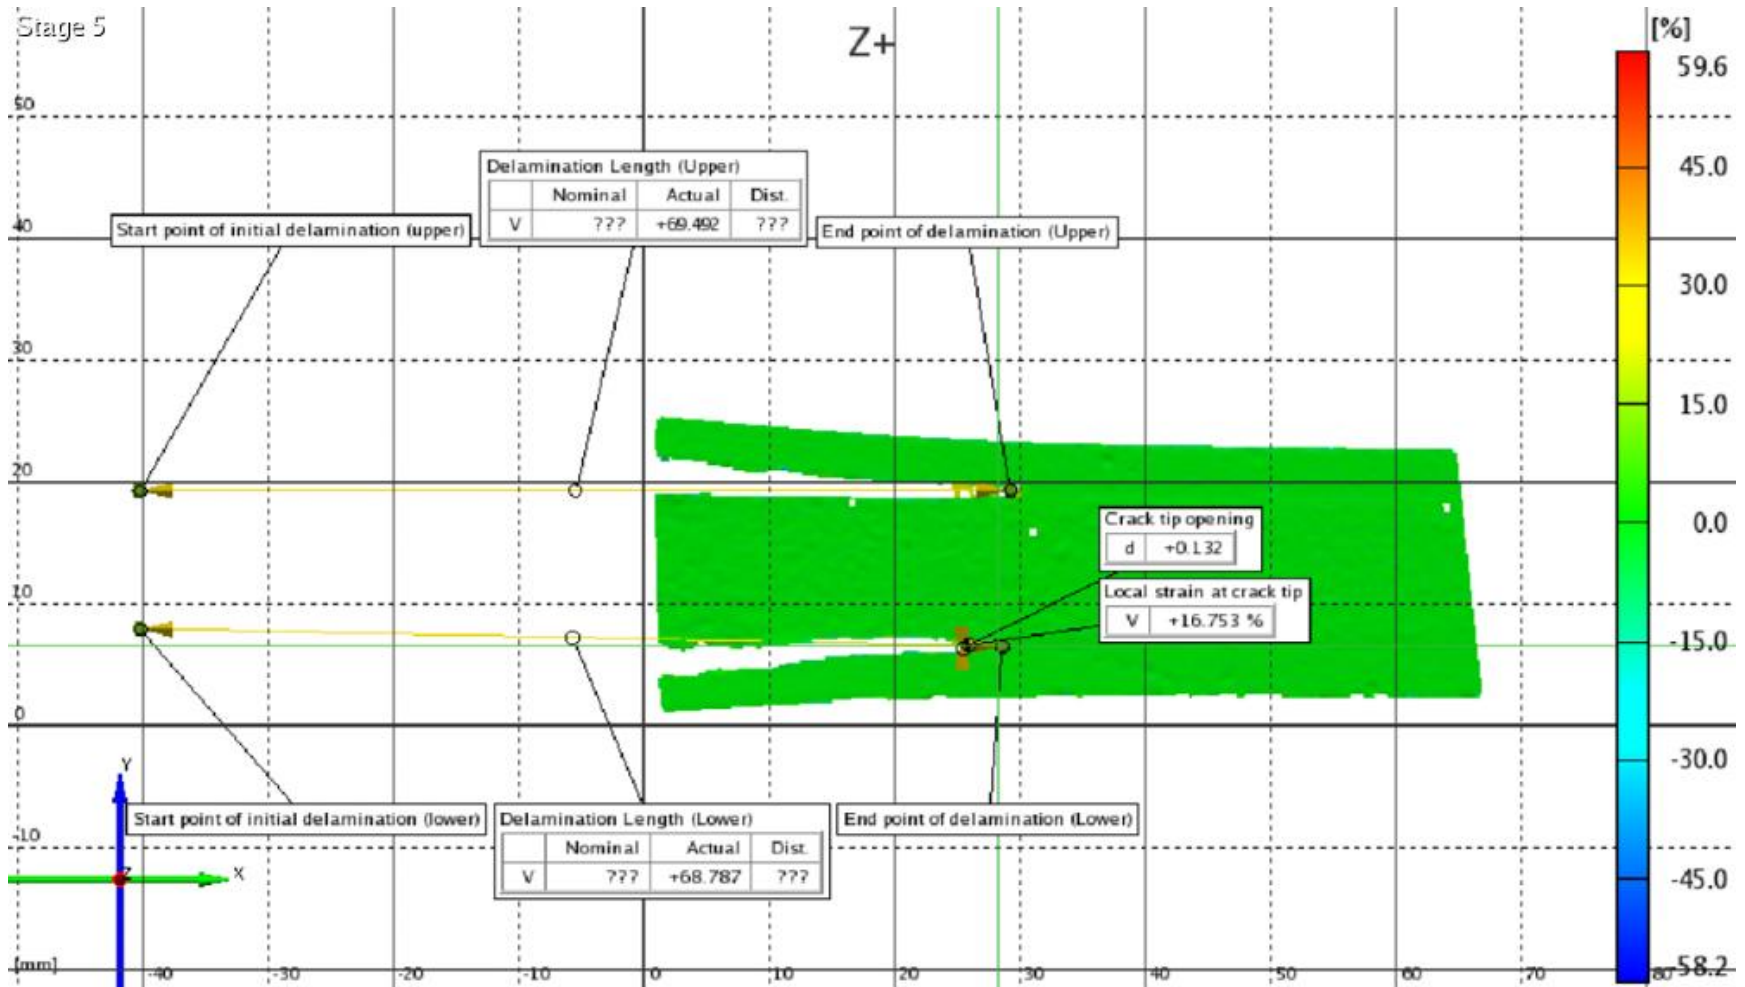 Stage 5
Z+
[%]
59.6
45.0
30.0
15.0
0.0
-15.0
-30.0
-45.0
-58.2
50
40
30
20
10
0
-10
[mm]
Delamination Length (Upper)
Nominal Actual Dist.
V ??? +69.492 ???
Start point of initial delamination (upper)
End point of delamination (Upper)
Crack tip opening
d +0.132
Local strain at crack tip
V +16.753 %
Start point of initial delamination (lower)
Delamination Length (Lower)
Nominal Actual Dist.
V ??? +68.787 ???
End point of delamination (Lower)
Y
Z
X
-40 -30 -20 -10 0 10 20 30 40 50 60 70 80